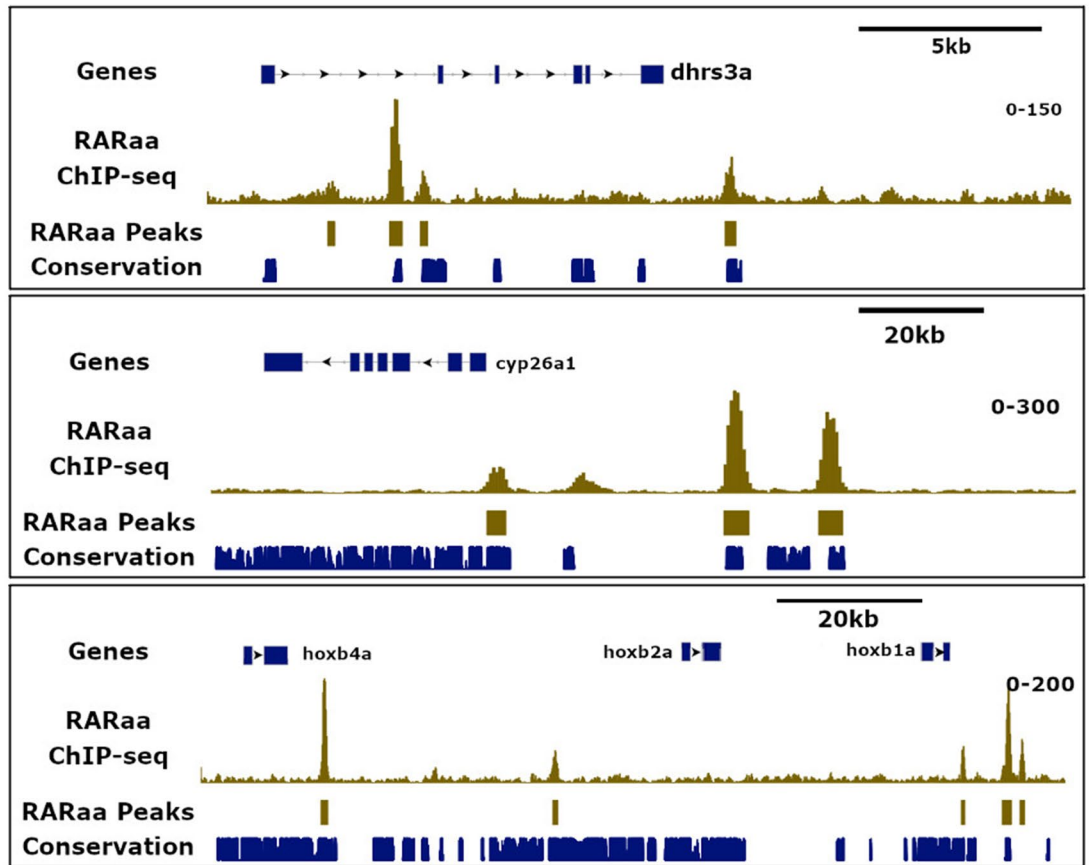 5kb
Genes
dhrs3a
0-150
RARaa
ChIP-seq
RARaa Peaks
Conservation
20kb
Genes
cyp26a1
0-300
RARaa
ChIP-seq
RARaa Peaks
Conservation
20kb
Genes
hoxb4a
hoxb2a
hoxb1a
0-200
RARaa
ChIP-seq
RARaa Peaks
Conservation